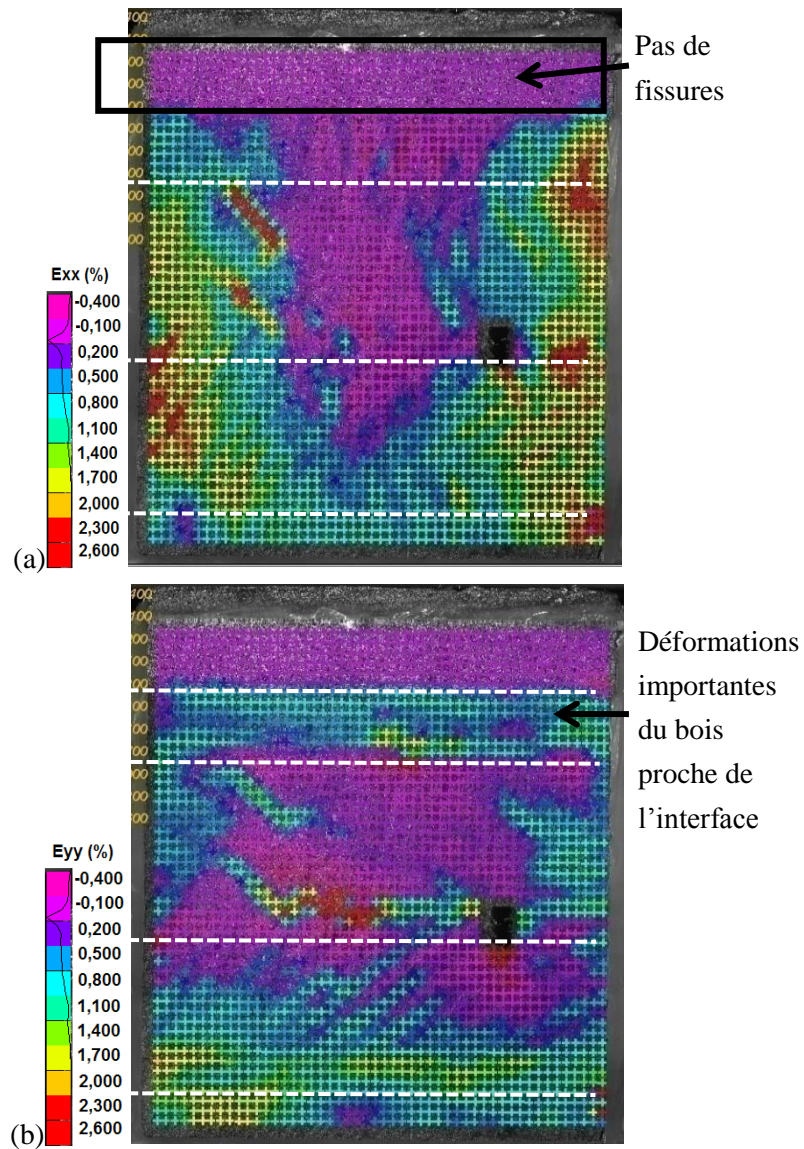 Pas de
fissures
Exx (%)
-0,400
-0,100
0,200
0,500
0,800
1,100
1,400
1,700
2,000
2,300
2,600
(a)
Déformations
importantes
du bois
proche de
l’interface
Eyy (%)
-0,400
-0,100
0,200
0,500
0,800
1,100
1,400
1,700
2,000
2,300
2,600
(b)